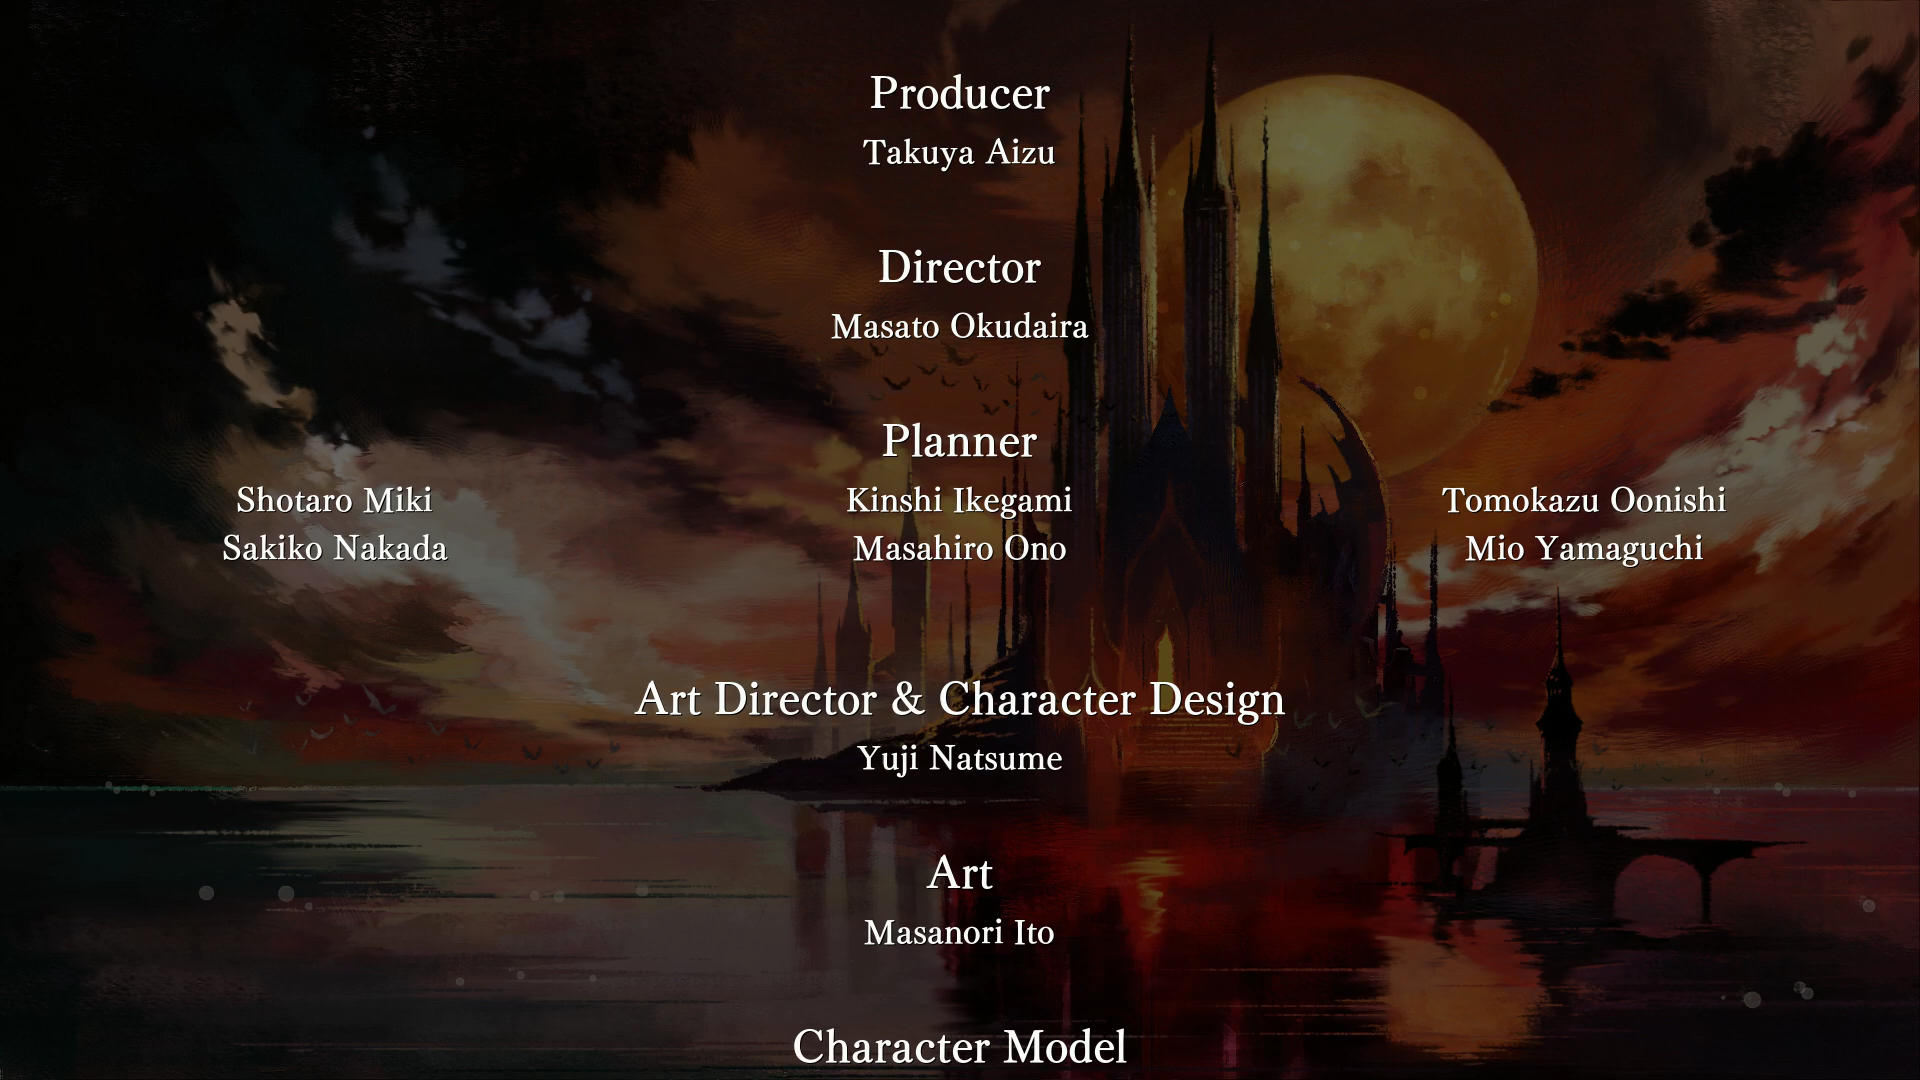 Producer
Takuya Aizu
Director
Masato Okudaira
Planner
Shotaro Miki Kinshi Ikegami Tomokazu Oonishi
Sakiko Nakada Masahiro Ono Mio Yamaguchi
Art Director & Character Design
Yuji Natsume
Art
Masanori Ito
Character Model